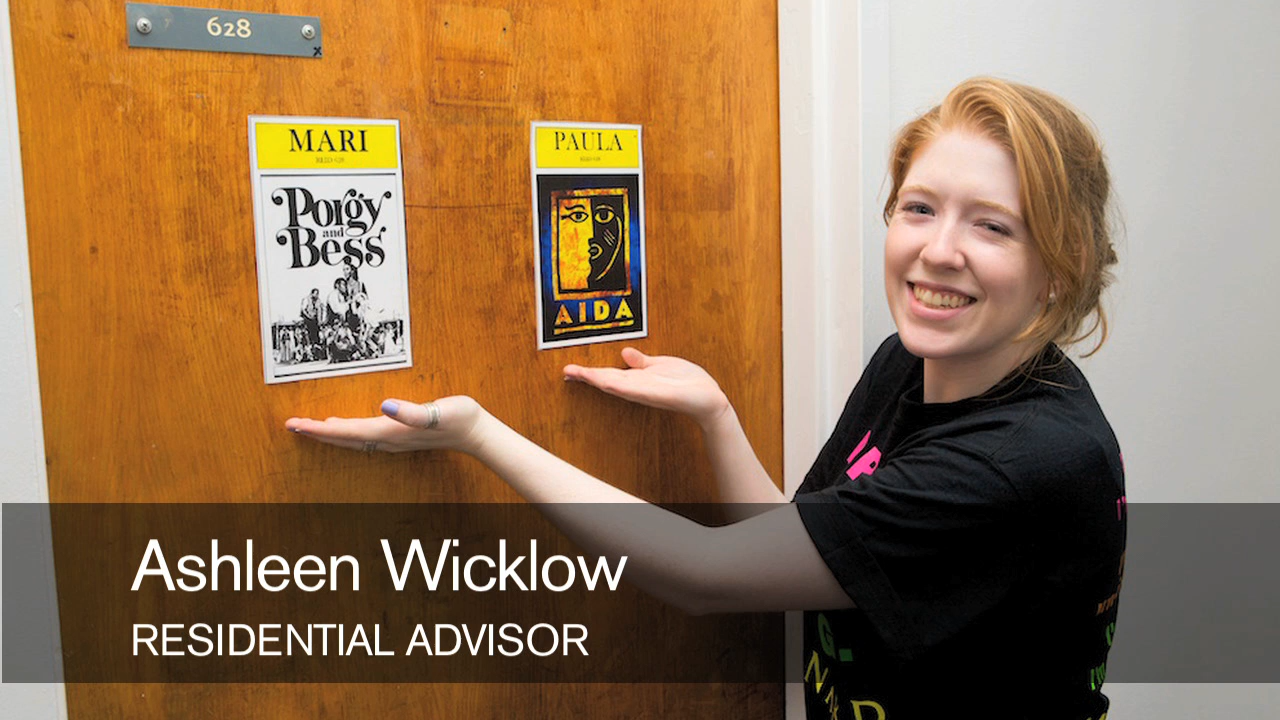 628
MARI
PAULA
Porgy
and
Bess
AIDA
Ashleen Wicklow
RESIDENTIAL ADVISOR